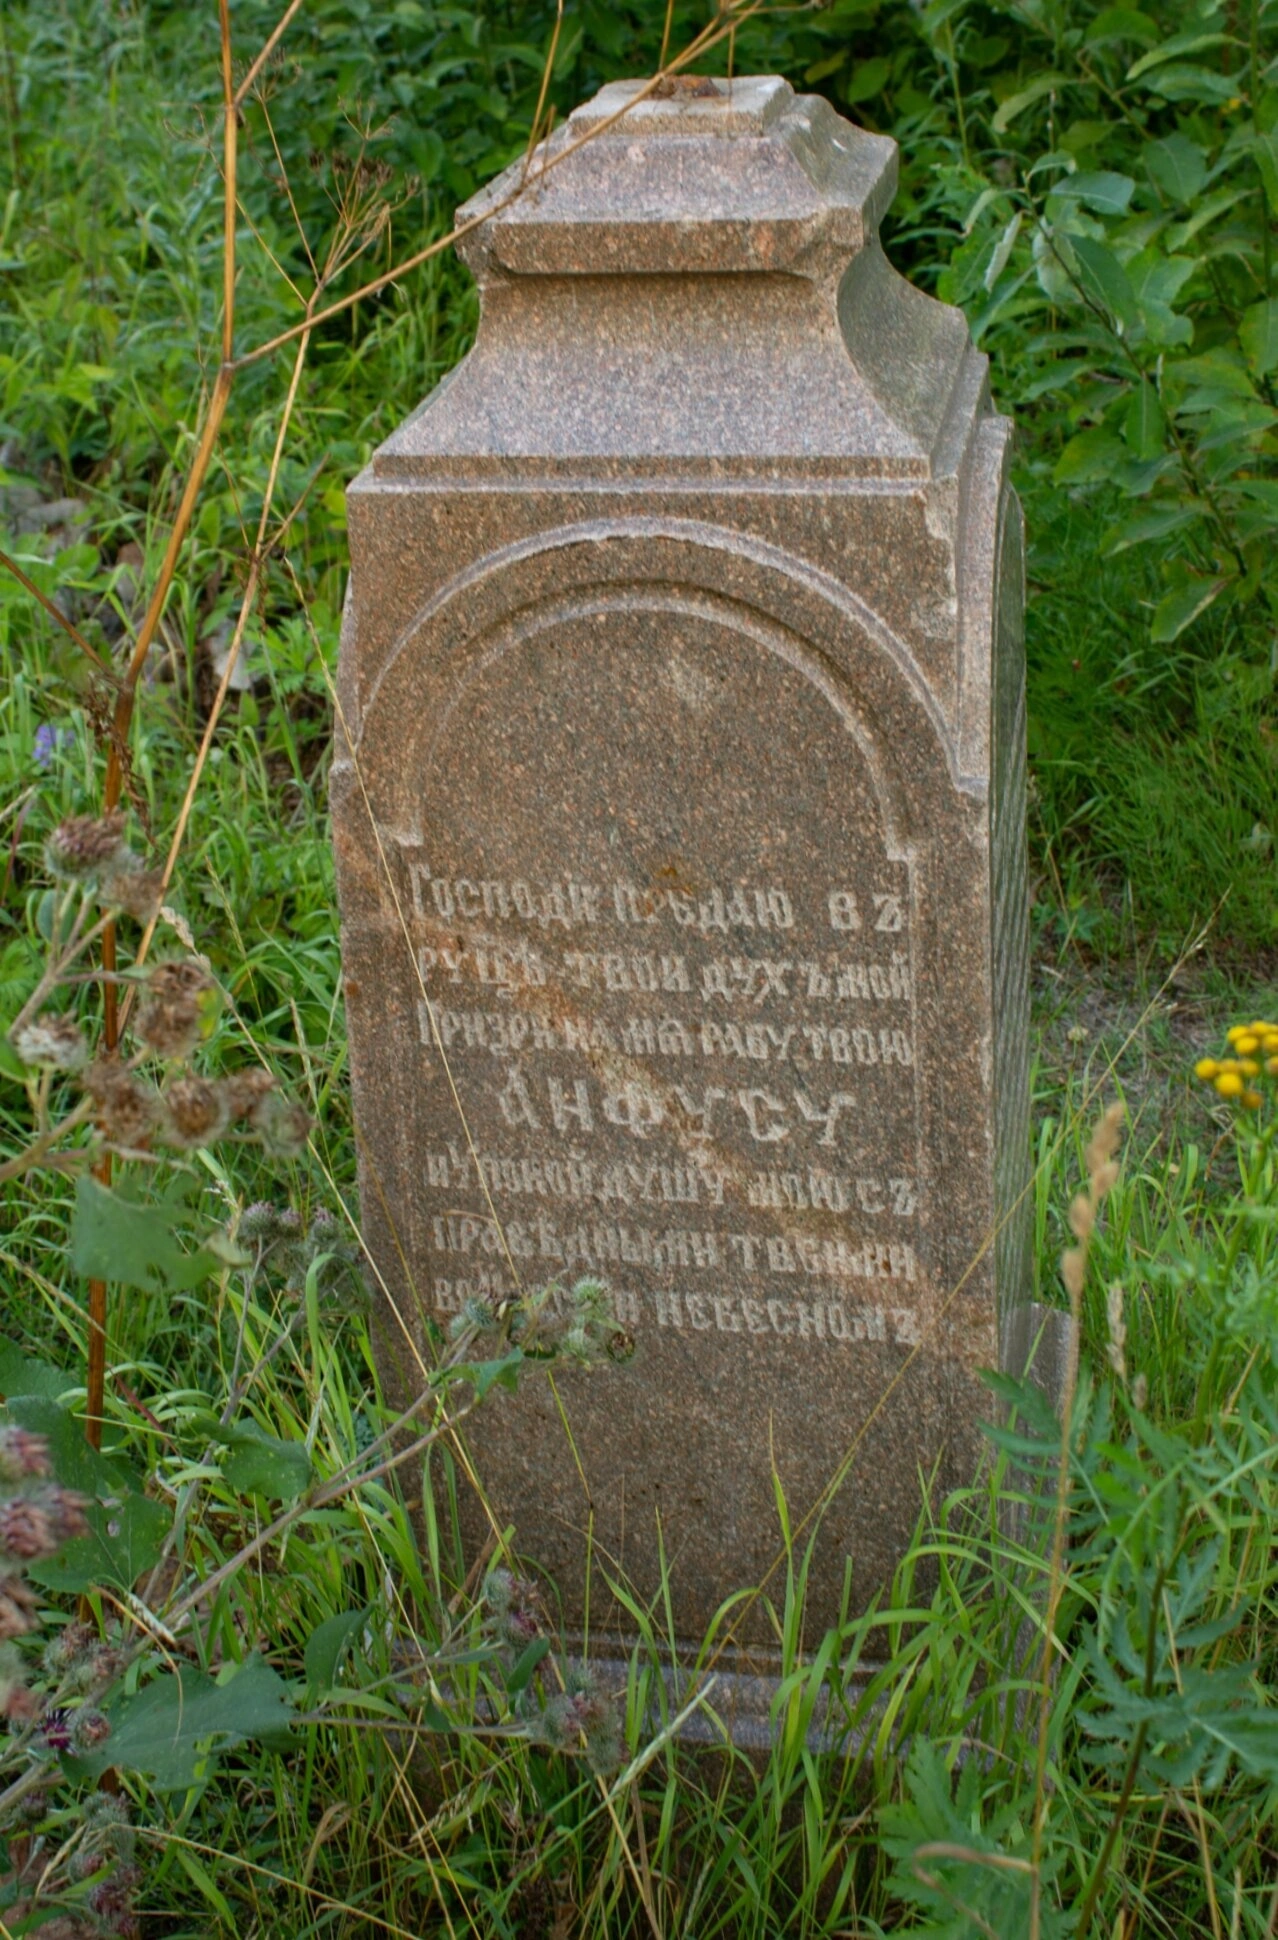 Господи предаю въ
руцѣ твои духъ мой
Призри на мя рабу твою
Анфусу
и упокой душу мою съ
праведными твоими
во небесномъ